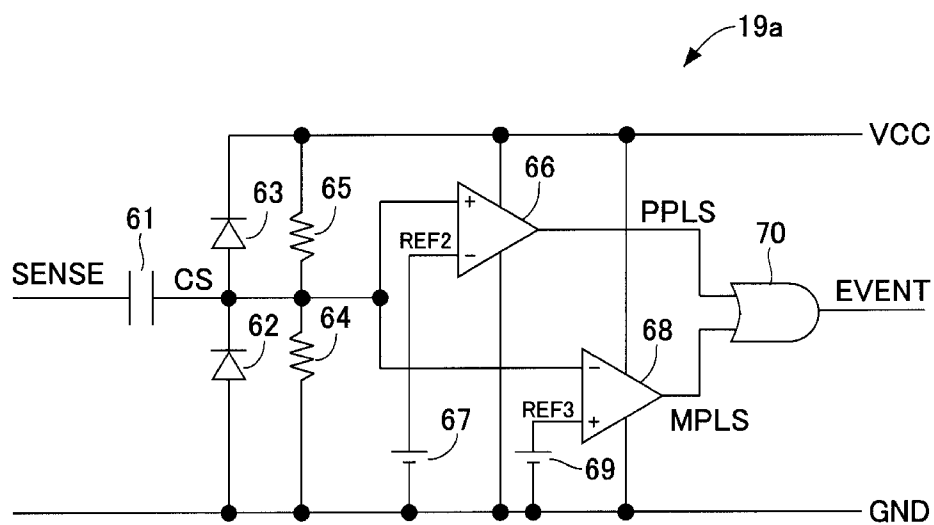 19a
VCC
63
65
66
61
PPLS
70
REF2
SENSE
CS
EVENT
62
64
68
REF3
67
MPLS
69
GND
+
−
−
+